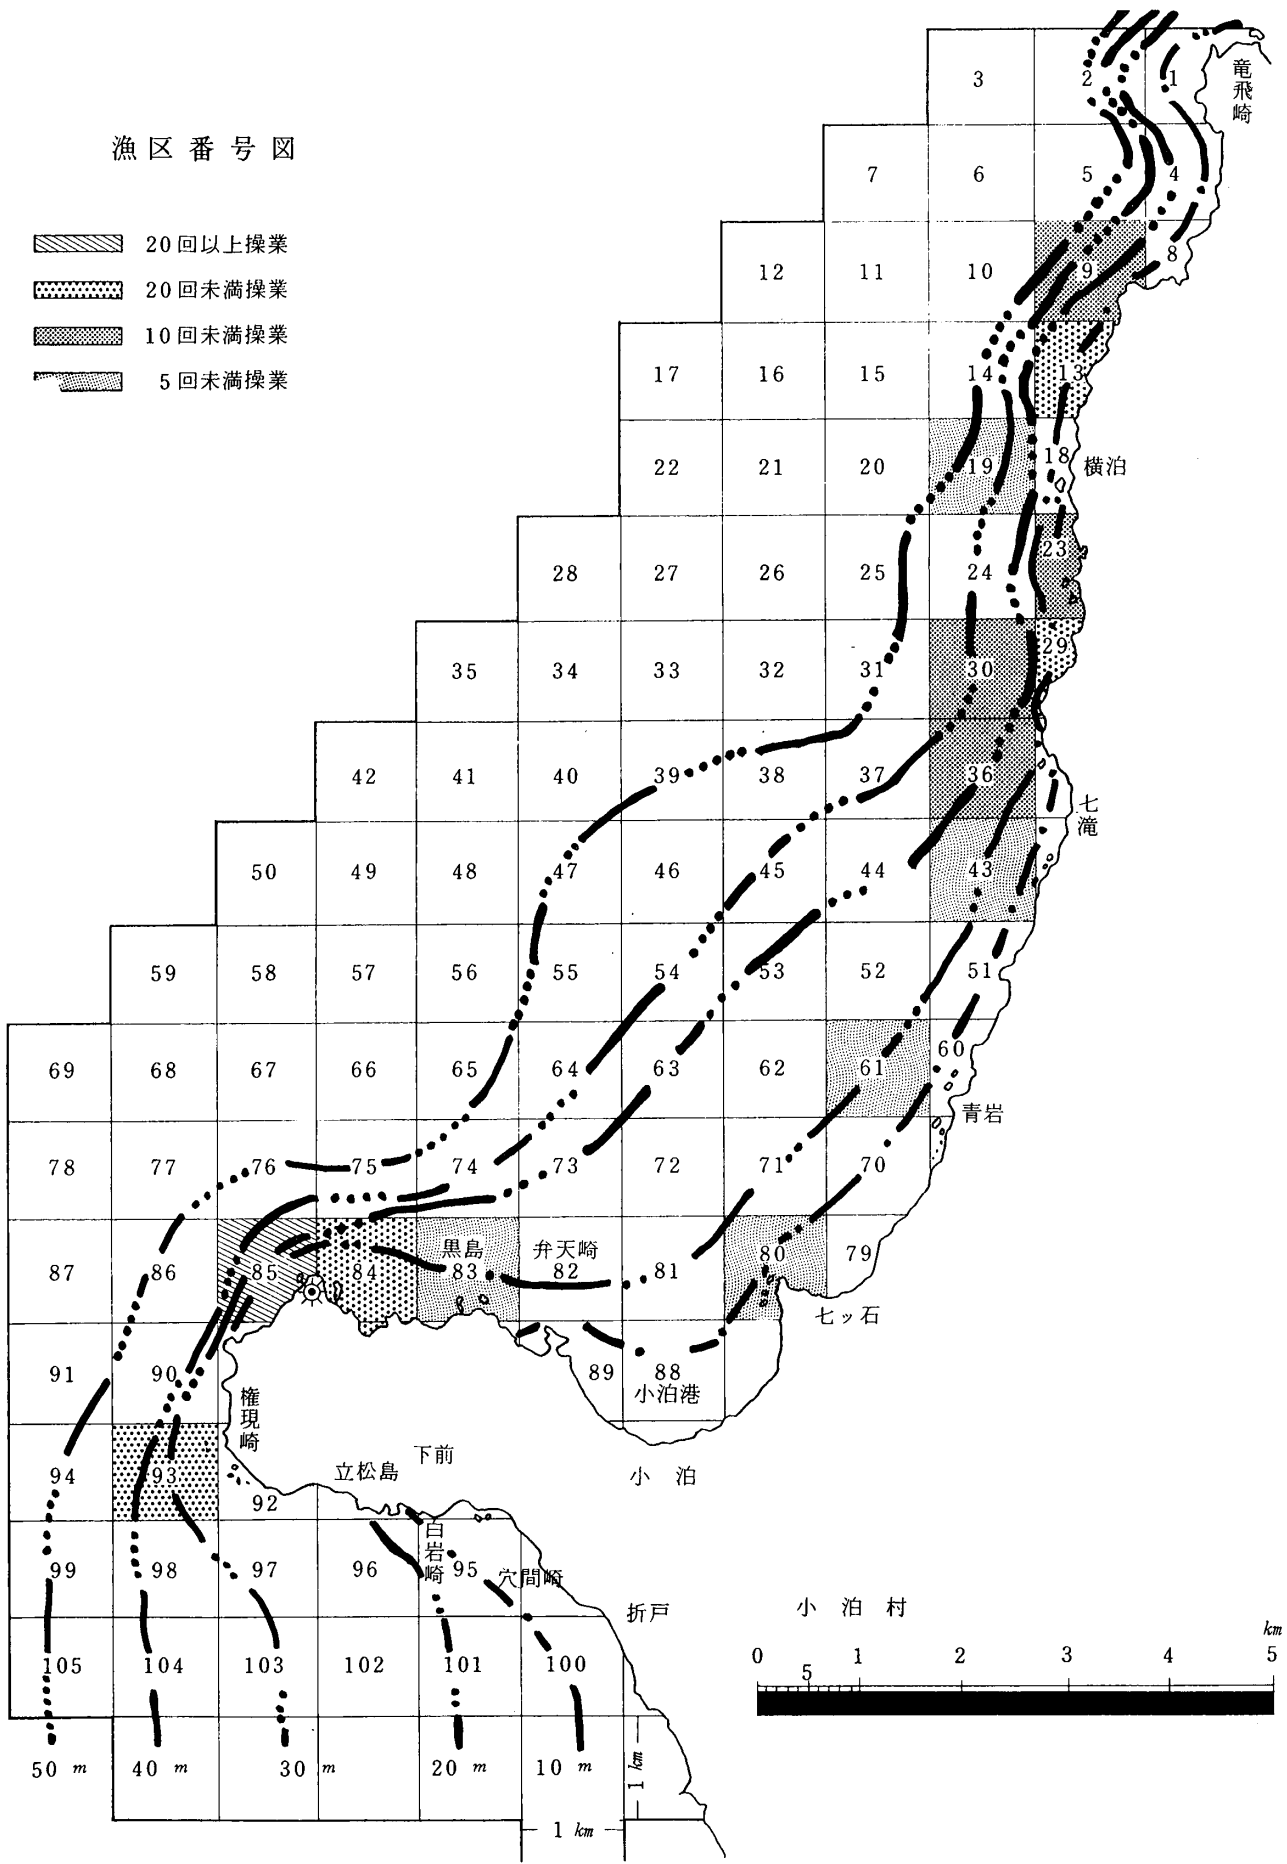 漁区番号図
20回以上操業
20回未満操業
10回未満操業
5回未満操業
3 2 1
竜飛崎
7 6 5 4
12 11 10 9 8
17 16 15 14 13
22 21 20 19 18 横泊
28 27 26 25 24 23
35 34 33 32 31 30 29
42 41 40 39 38 37 36
七滝
50 49 48 47 46 45 44 43
59 58 57 56 55 54 53 52 51
69 68 67 66 65 64 63 62 61 60
青岩
78 77 76 75 74 73 72 71 70
黒島 弁天崎
87 86 85 84 83 82 81 80 79
七ッ石
91 90 89 88
小泊港
権現崎
94 93 92
立松島 下前 小泊
白岩崎
99 98 97 96 95 穴間崎
折戸 小泊村
105 104 103 102 101 100
km
0 5 1 2 3 4 5
50 m 40 m 30 m 20 m 10 m
1 km
1 km